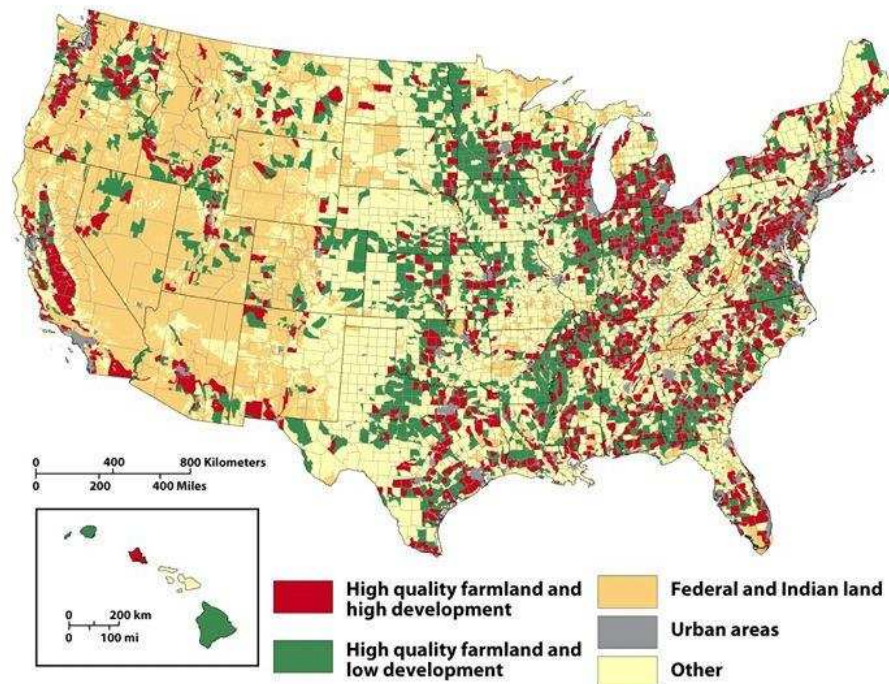 0 400 800 Kilometers
0 200 400 Miles
0 200 km
0 100 mi
High quality farmland and
high development
High quality farmland and
low development
Federal and Indian land
Urban areas
Other